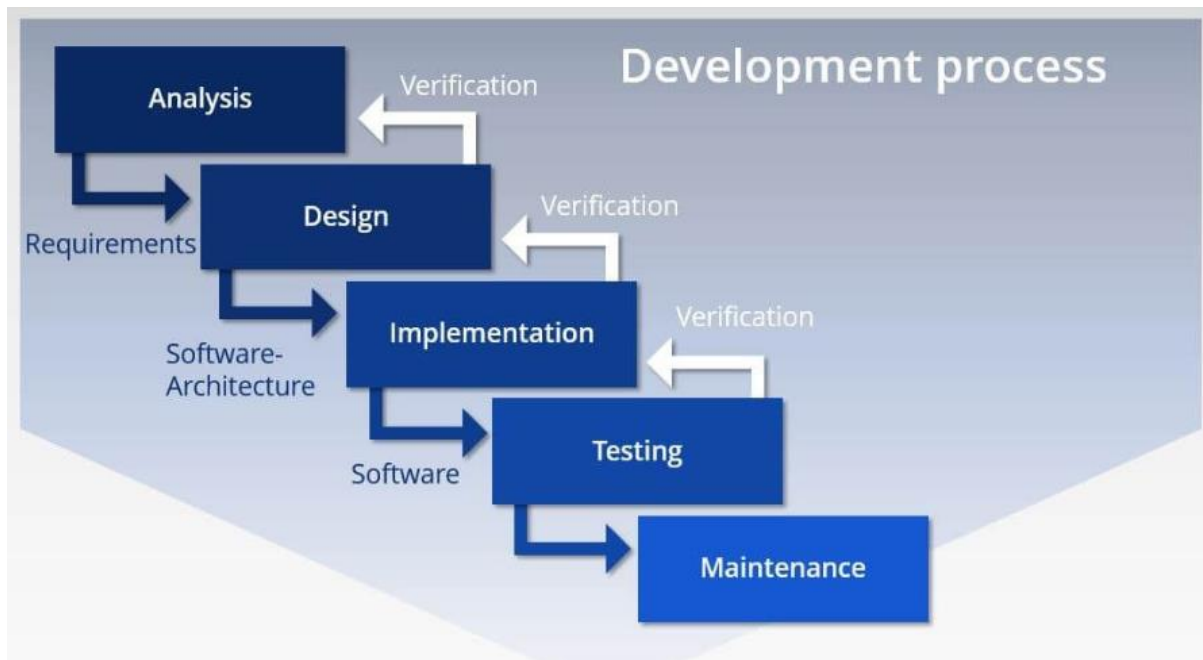 Development process
Analysis
Verification
Requirements
Design
Verification
Software-
Architecture
Implementation
Verification
Software
Testing
Maintenance